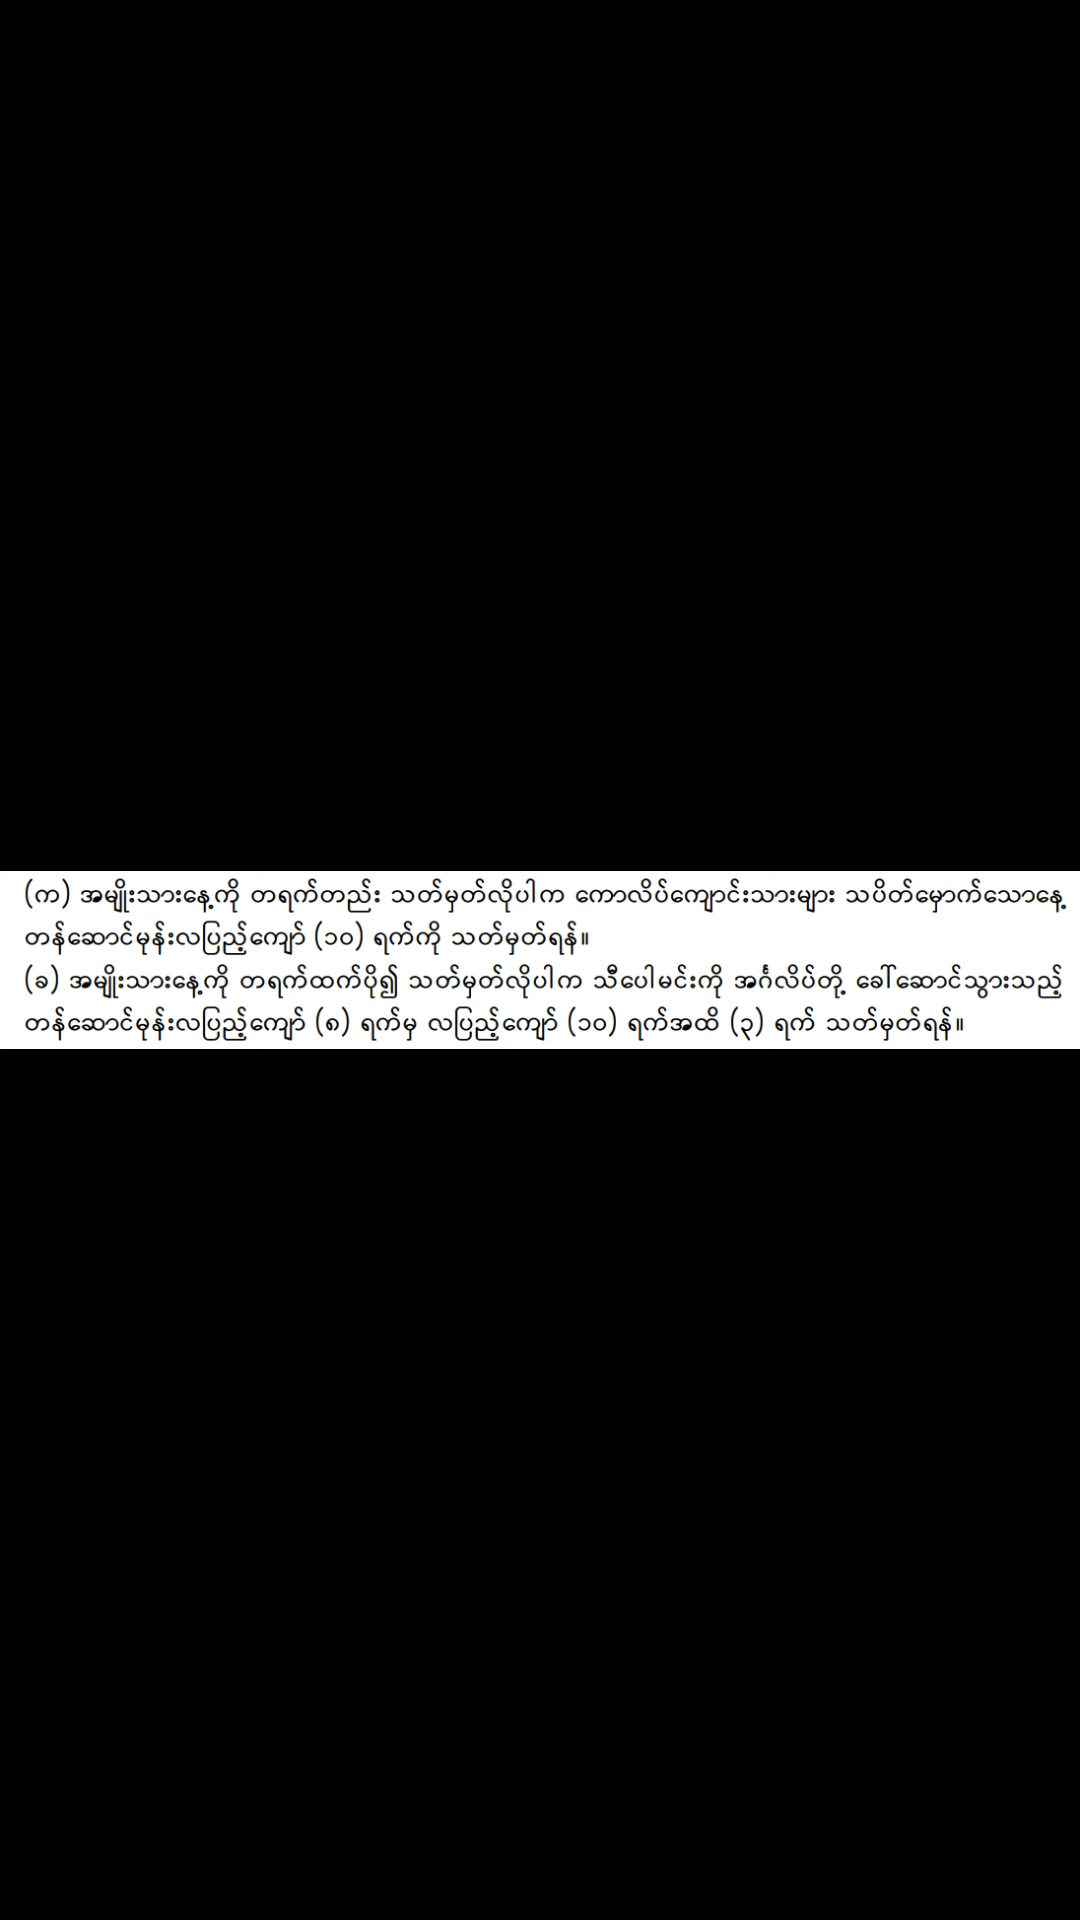 (က) အမျိုးသားနေ့ကို တရက်တည်း သတ်မှတ်လိုပါက ကောလိပ်ကျောင်းသားများ သပိတ်မှောက်သောနေ့
တန်ဆောင်မုန်းလပြည့်ကျော် (၁၀) ရက်ကို သတ်မှတ်ရန်။
(ခ) အမျိုးသားနေ့ကို တရက်ထက်ပို၍ သတ်မှတ်လိုပါက သီပေါမင်းကို အင်္ဂလိပ်တို့ ခေါ်ဆောင်သွားသည့်
တန်ဆောင်မုန်းလပြည့်ကျော် (၈) ရက်မှ လပြည့်ကျော် (၁၀) ရက်အထိ (၃) ရက် သတ်မှတ်ရန်။